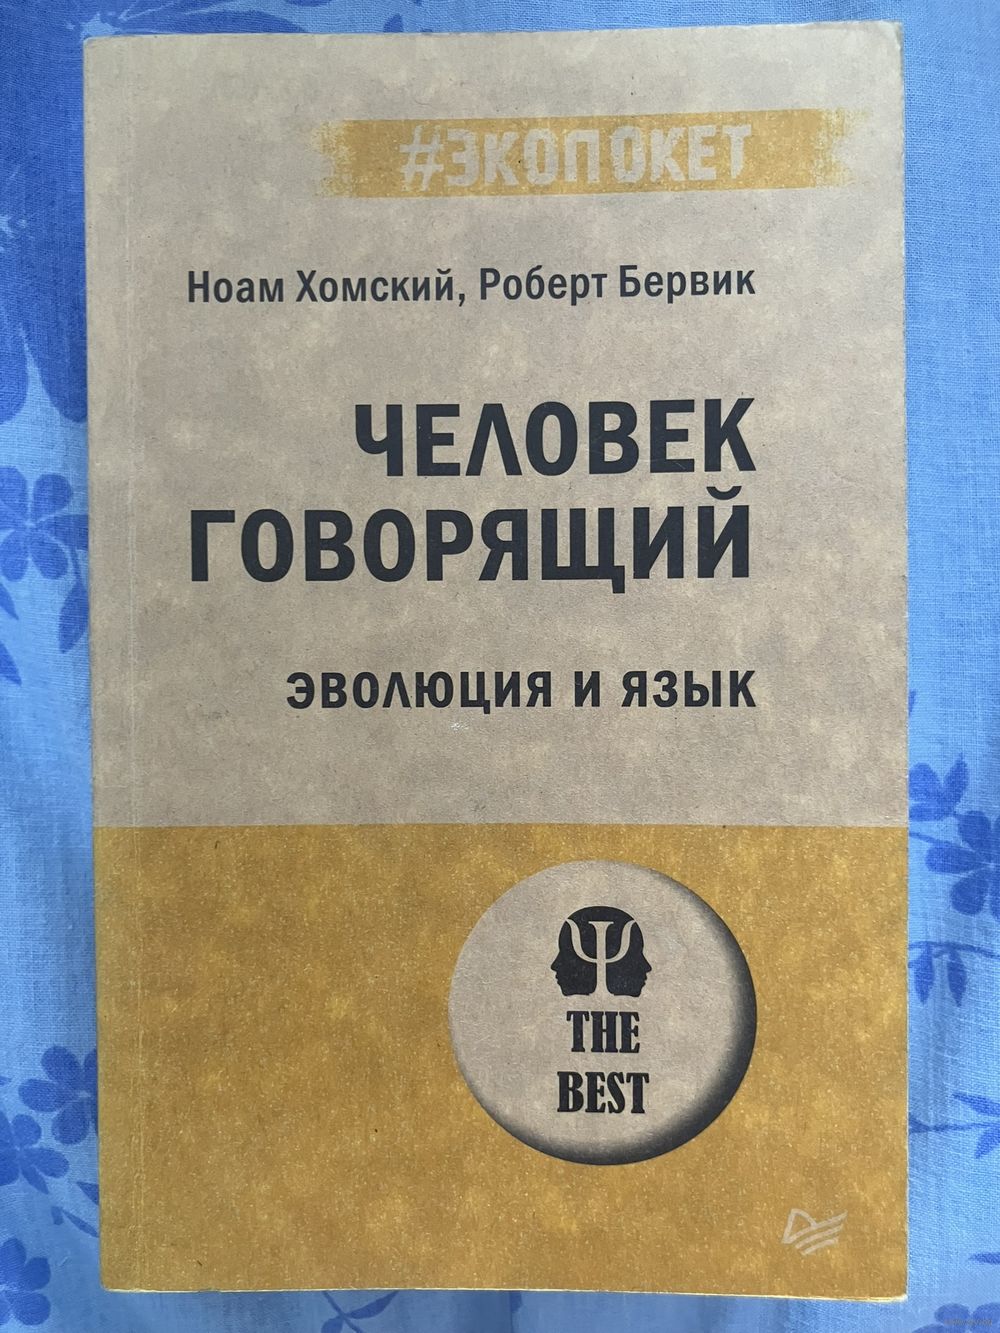 #ЭКОПОКЕТ
Ноам Хомский, Роберт Бервик
ЧЕЛОВЕК
ГОВОРЯЩИЙ
ЭВОЛЮЦИЯ И ЯЗЫК
THE
BEST